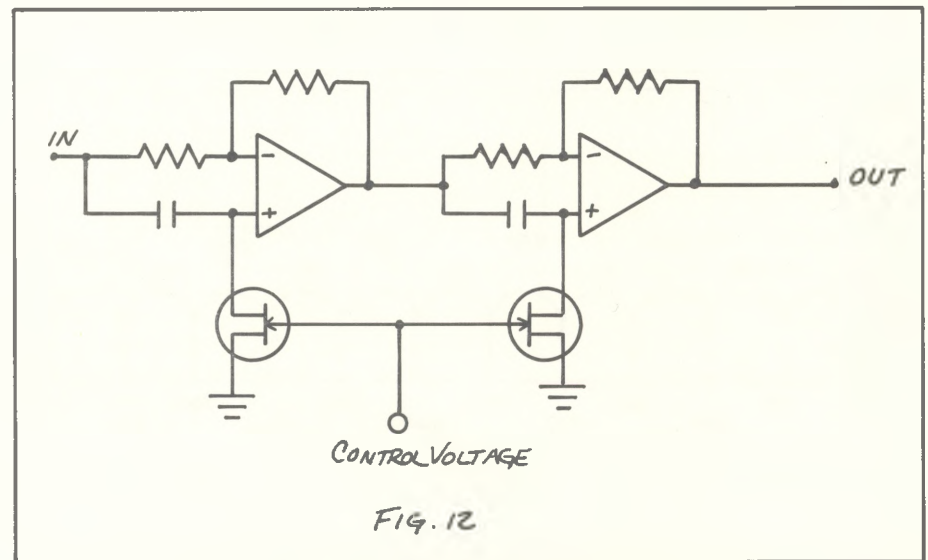 IN
-
+
-
+
OUT
CONTROL VOLTAGE
FIG. 12